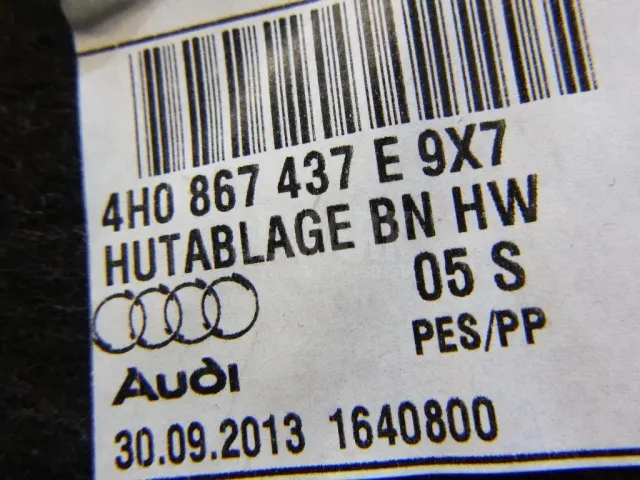 4H0 867 437 E 9X7
HUTABLAGE BN HW
05 S
PES/PP
Audi
30.09.2013 1640800